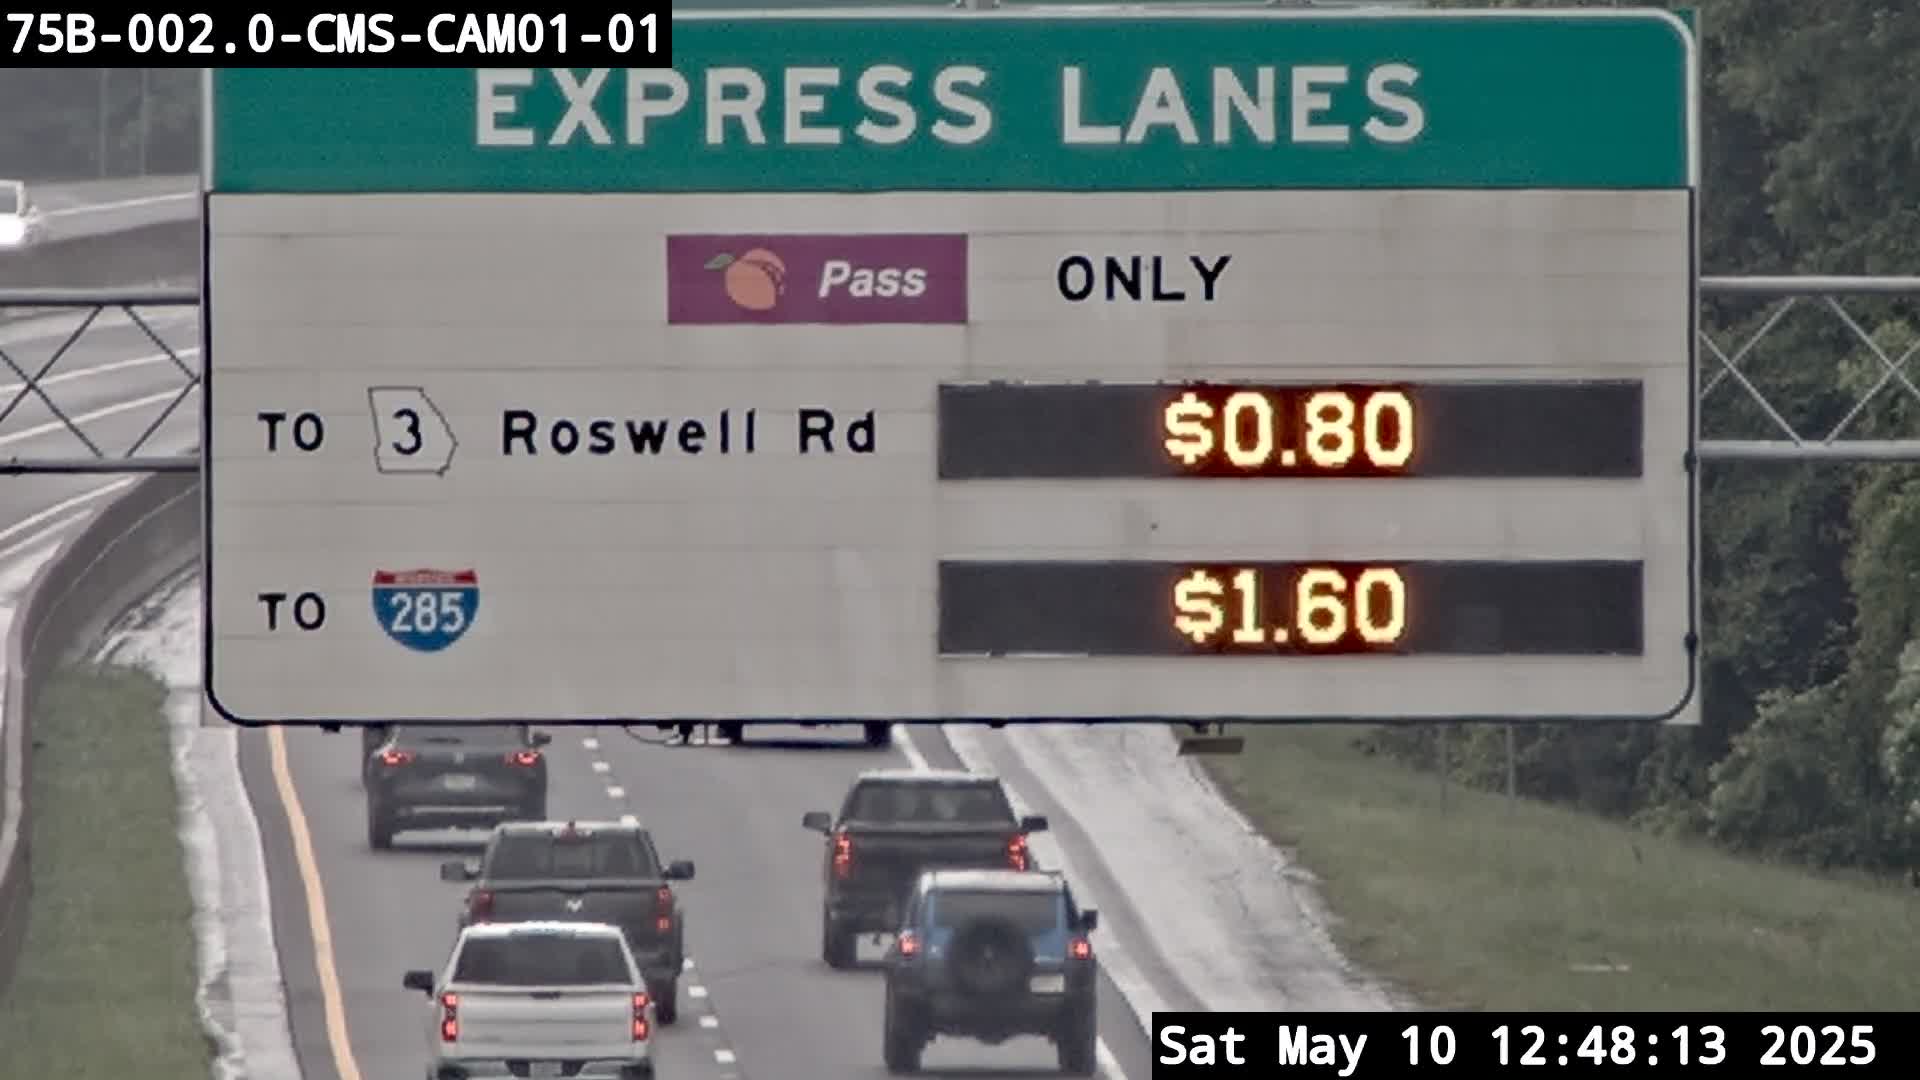 75B-002.0-CMS-CAM01-01
EXPRESS LANES
Pass ONLY
TO 3 Roswell Rd $0.80
TO 285 $1.60
Sat May 10 12:48:13 2025